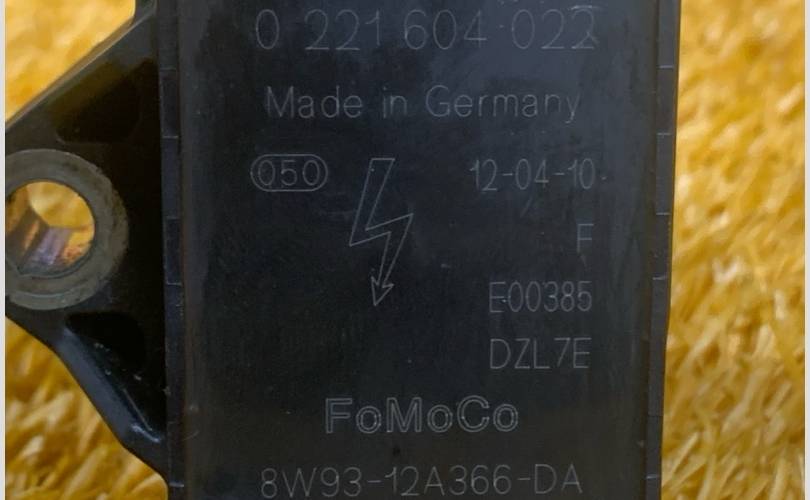 0 221 604 022
Made in Germany
050 12-04-10
F
E00385
DZL7E
FoMoCo
8W93-12A366-DA